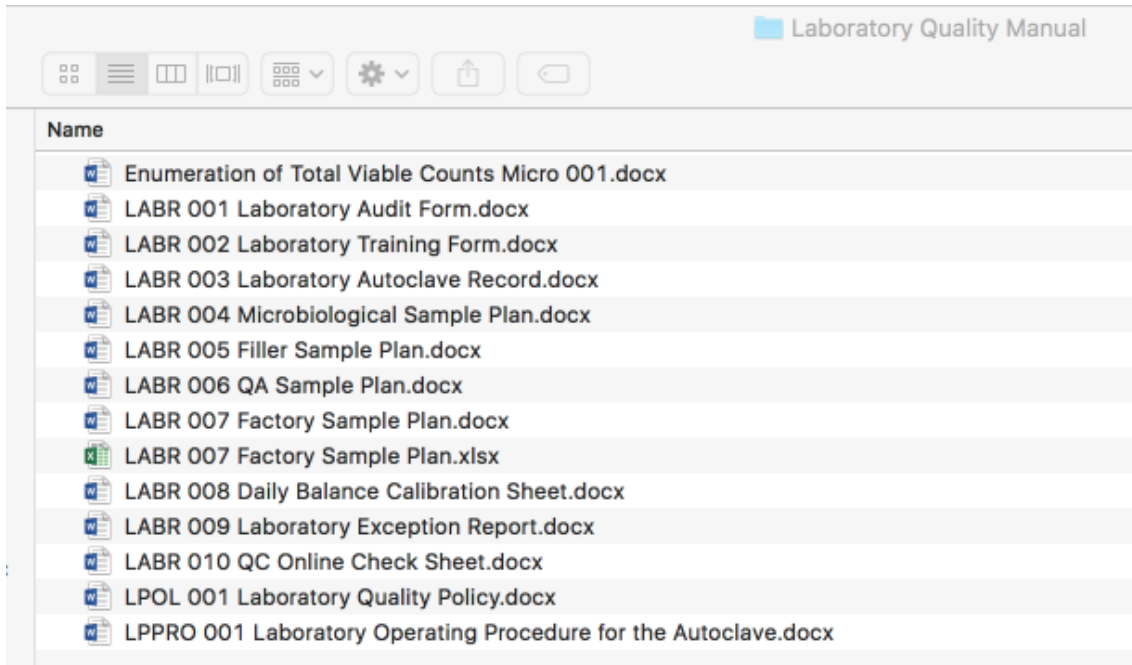 Laboratory Quality Manual
Name
Enumeration of Total Viable Counts Micro 001.docx
LABR 001 Laboratory Audit Form.docx
LABR 002 Laboratory Training Form.docx
LABR 003 Laboratory Autoclave Record.docx
LABR 004 Microbiological Sample Plan.docx
LABR 005 Filler Sample Plan.docx
LABR 006 QA Sample Plan.docx
LABR 007 Factory Sample Plan.docx
LABR 007 Factory Sample Plan.xlsx
LABR 008 Daily Balance Calibration Sheet.docx
LABR 009 Laboratory Exception Report.docx
LABR 010 QC Online Check Sheet.docx
LPOL 001 Laboratory Quality Policy.docx
LPPRO 001 Laboratory Operating Procedure for the Autoclave.docx